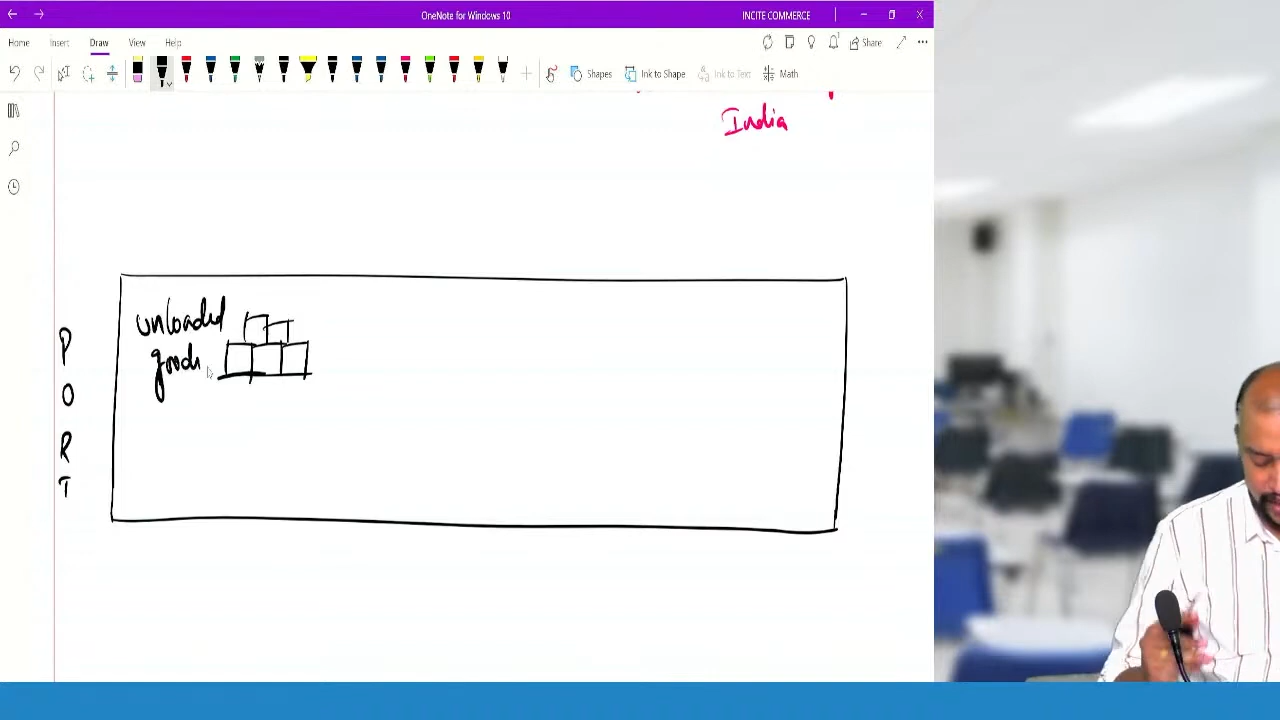 OneNote for Windows 10
INCITE COMMERCE
Home Insert Draw View Help
Share
Shapes
Ink to Shape
Ink to Text
Math
India
unloaded
goods
P
O
R
T